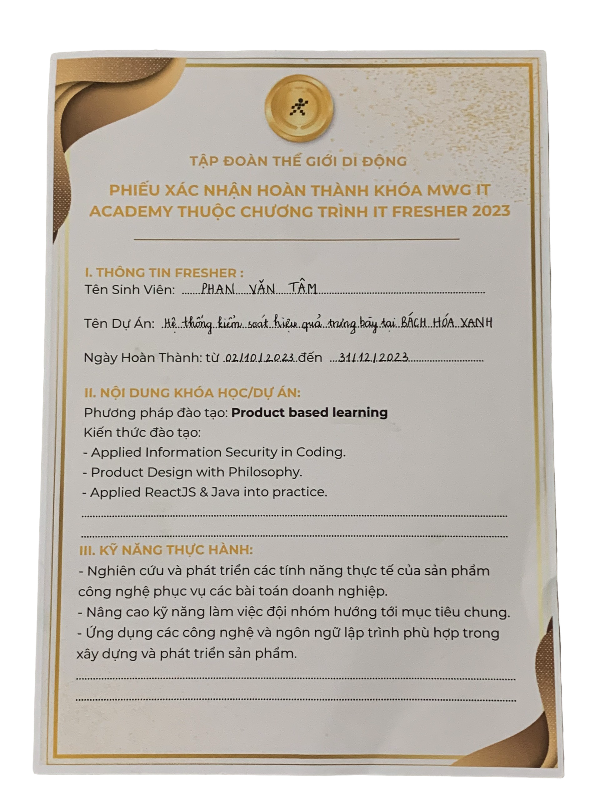 TẬP ĐOÀN THẾ GIỚI DI ĐỘNG
PHIẾU XÁC NHẬN HOÀN THÀNH KHÓA MWG IT
ACADEMY THUỘC CHƯƠNG TRÌNH IT FRESHER 2023
I. THÔNG TIN FRESHER :
Tên Sinh Viên: PHAN VĂN TÂM
Tên Dự Án: Hệ thống kiểm soát hiệu quả trưng bày tại BÁCH HÓA XANH
Ngày Hoàn Thành: từ 02/10/2023 đến 31/12/2023
II. NỘI DUNG KHÓA HỌC/DỰ ÁN:
Phương pháp đào tạo: Product based learning
Kiến thức đào tạo:
- Applied Information Security in Coding.
- Product Design with Philosophy.
- Applied ReactJS & Java into practice.
III. KỸ NĂNG THỰC HÀNH:
- Nghiên cứu và phát triển các tính năng thực tế của sản phẩm
công nghệ phục vụ các bài toán doanh nghiệp.
- Nâng cao kỹ năng làm việc đội nhóm hướng tới mục tiêu chung.
- Ứng dụng các công nghệ và ngôn ngữ lập trình phù hợp trong
xây dựng và phát triển sản phẩm.